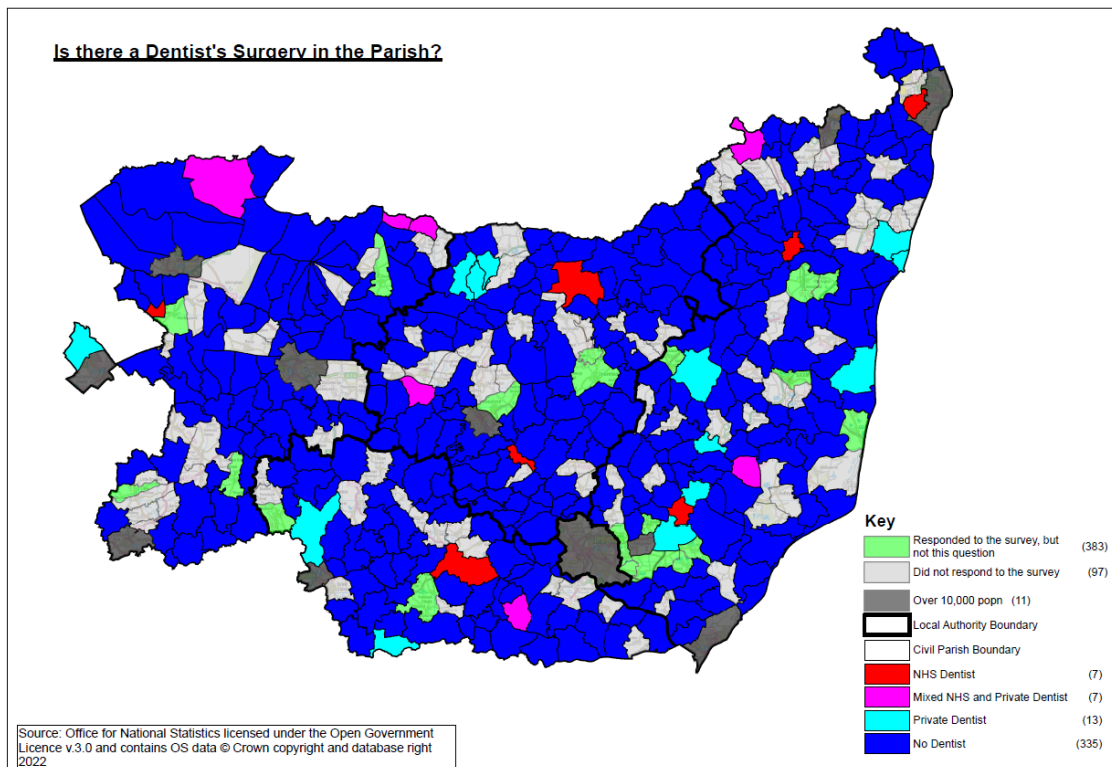 Is there a Dentist's Surgery in the Parish?
Key
Responded to the survey, but (383)
not this question
Did not respond to the survey (97)
Over 10,000 popn (11)
Local Authority Boundary
Civil Parish Boundary
NHS Dentist (7)
Mixed NHS and Private Dentist (7)
Private Dentist (13)
No Dentist (335)
Source: Office for National Statistics licensed under the Open Government
Licence v.3.0 and contains OS data © Crown copyright and database right
2022